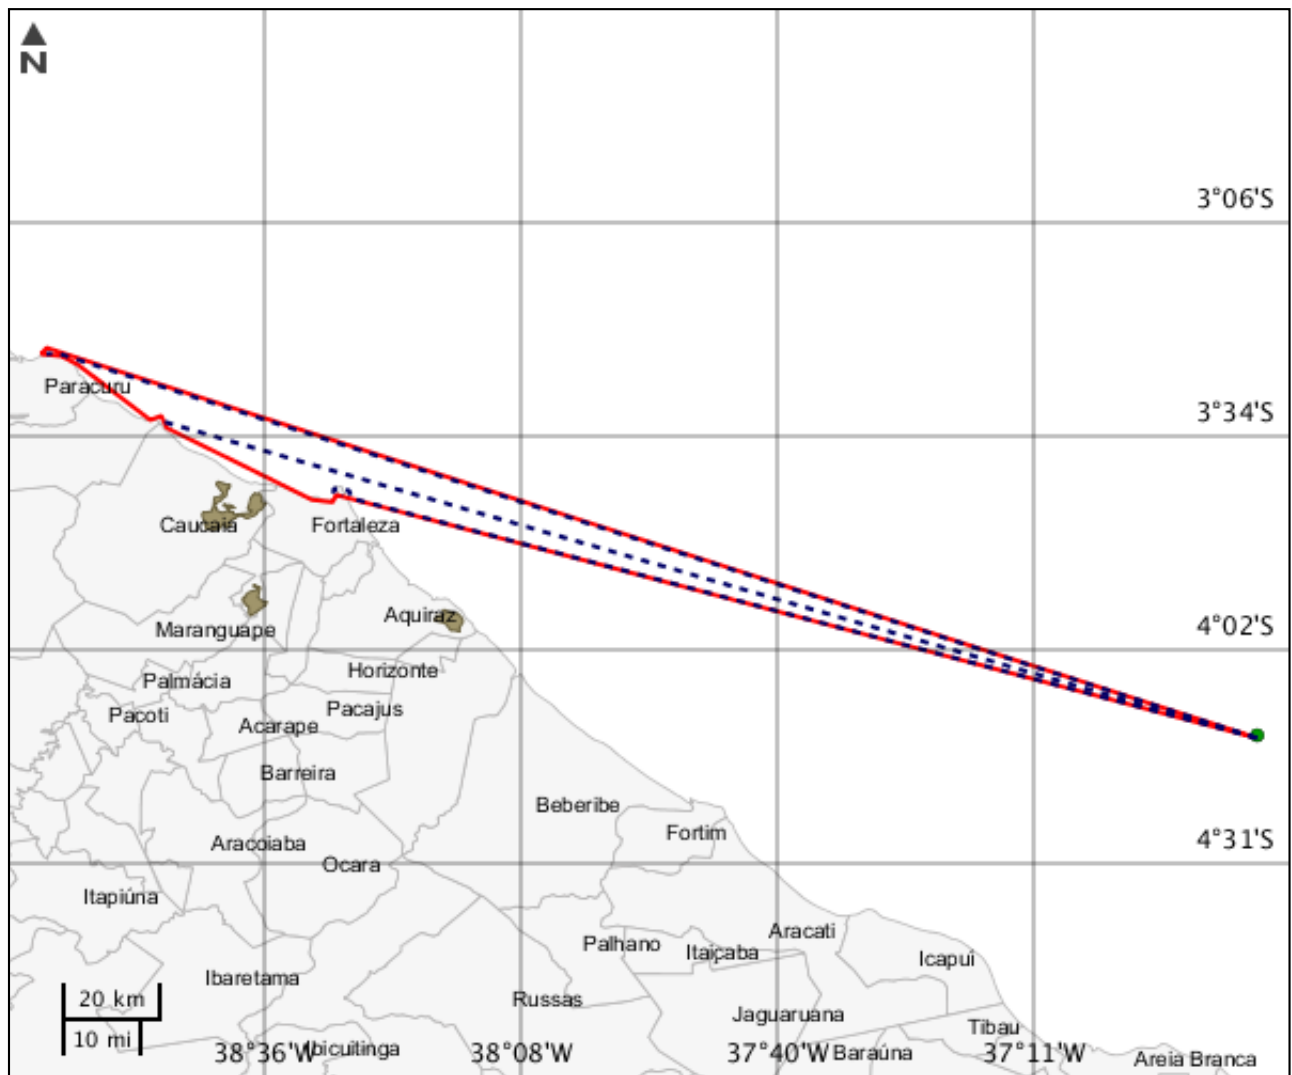 N
3°06'S
Paracuru
3°34'S
Caucaia
Fortaleza
Aquiraz
Maranguape
4°02'S
Horizonte
Palmácia
Pacajus
Pacoti
Acarape
Barreira
Beberibe
Fortim
4°31'S
Aracoiaba
Ocara
Itapiúna
Aracati
Palhano
Itaiçaba
Icapuí
Ibaretama
20 km
Russas
Jaguaruana
Tibau
10 mi
38°36'W
Ibicuitinga
38°08'W
37°40'W
Baraúna
37°11'W
Areia Branca